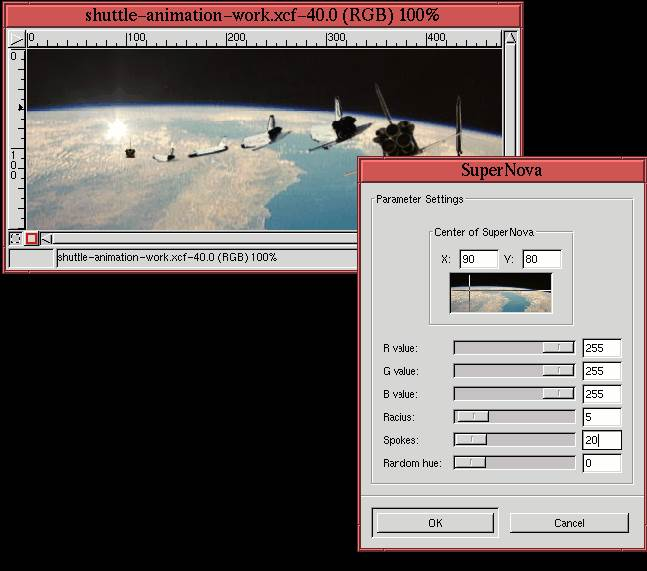 shuttle-animation-work.xcf-40.0 (RGB) 100%
0 100 200 300 400
0
100
shuttle-animation-work.xcf-40.0 (RGB) 100%
SuperNova
Parameter Settings
Center of SuperNova
X: 90 Y: 80
R value: 255
G value: 255
B value: 255
Radius: 5
Spokes: 20
Random hue: 0
OK Cancel